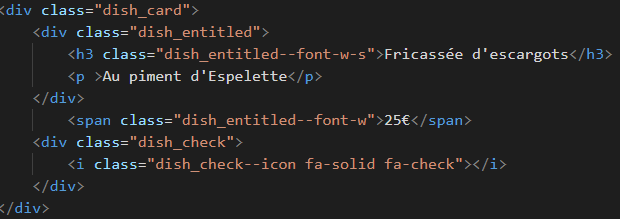 <div class="dish_card">
<div class="dish_entitled">
<h3 class="dish_entitled--font-w-s">Fricassée d'escargots</h3>
<p >Au piment d'Espelette</p>
</div>
<span class="dish_entitled--font-w">25€</span>
<div class="dish_check">
<i class="dish_check--icon fa-solid fa-check"></i>
</div>
</div>